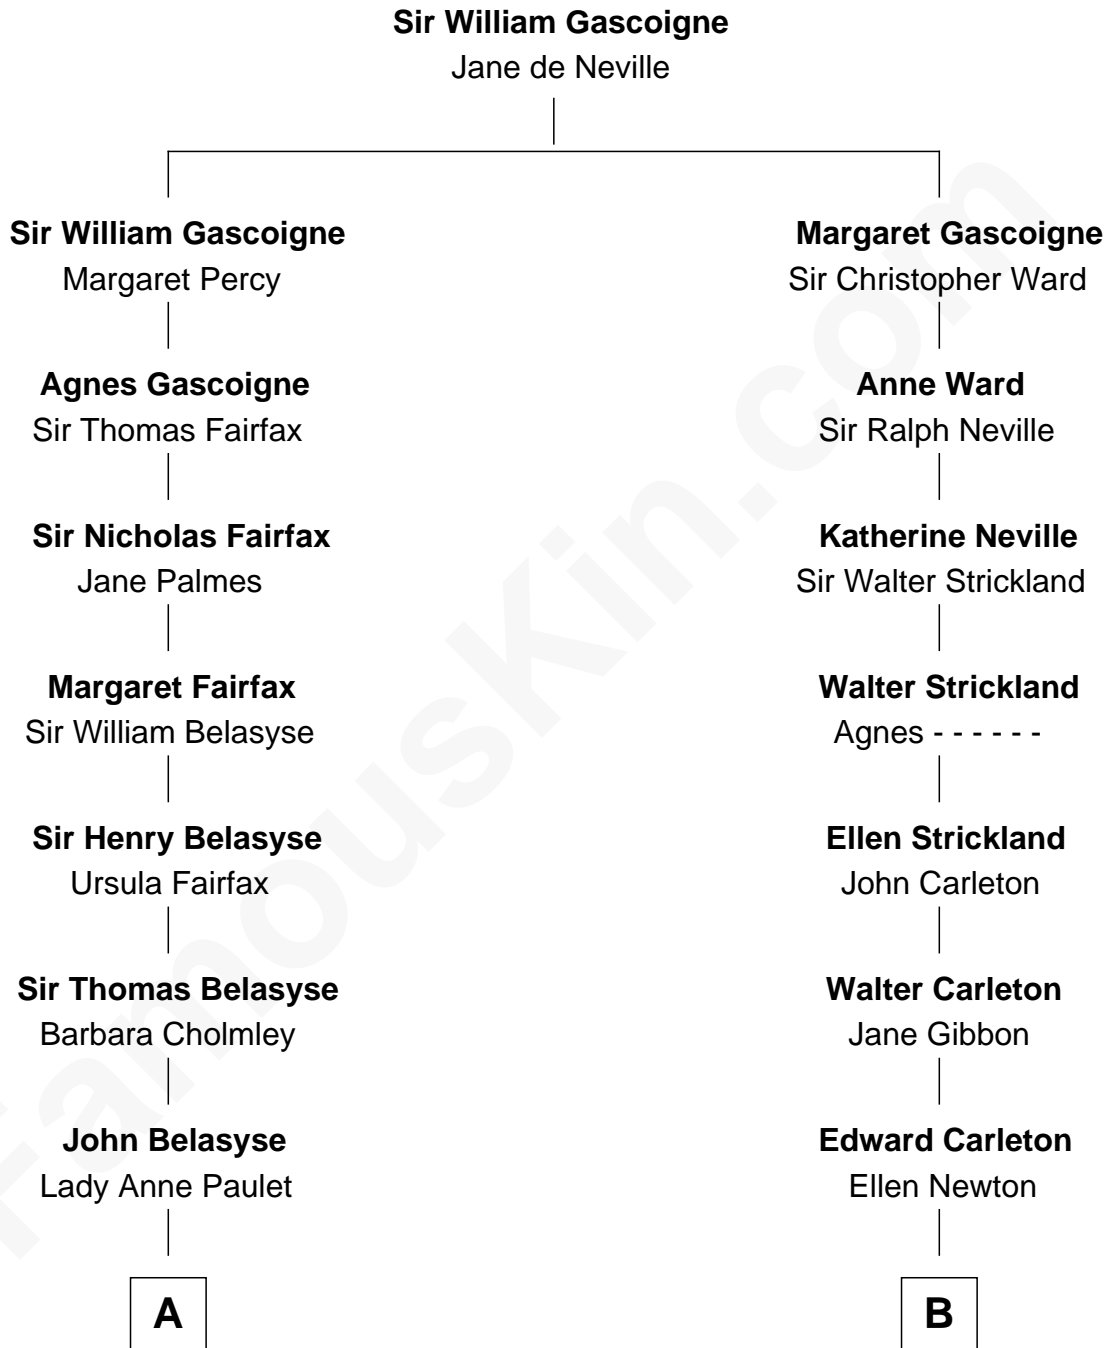 Sir William Gascoigne
Jane de Neville
Sir William Gascoigne
Margaret Percy
Margaret Gascoigne
Sir Christopher Ward
Agnes Gascoigne
Sir Thomas Fairfax
Anne Ward
Sir Ralph Neville
Sir Nicholas Fairfax
Jane Palmes
Katherine Neville
Sir Walter Strickland
Margaret Fairfax
Sir William Belasyse
Walter Strickland
Agnes - - - - - -
Sir Henry Belasyse
Ursula Fairfax
Ellen Strickland
John Carleton
Sir Thomas Belasyse
Barbara Cholmley
Walter Carleton
Jane Gibbon
John Belasyse
Lady Anne Paulet
Edward Carleton
Ellen Newton
A
B
FamousKin.com